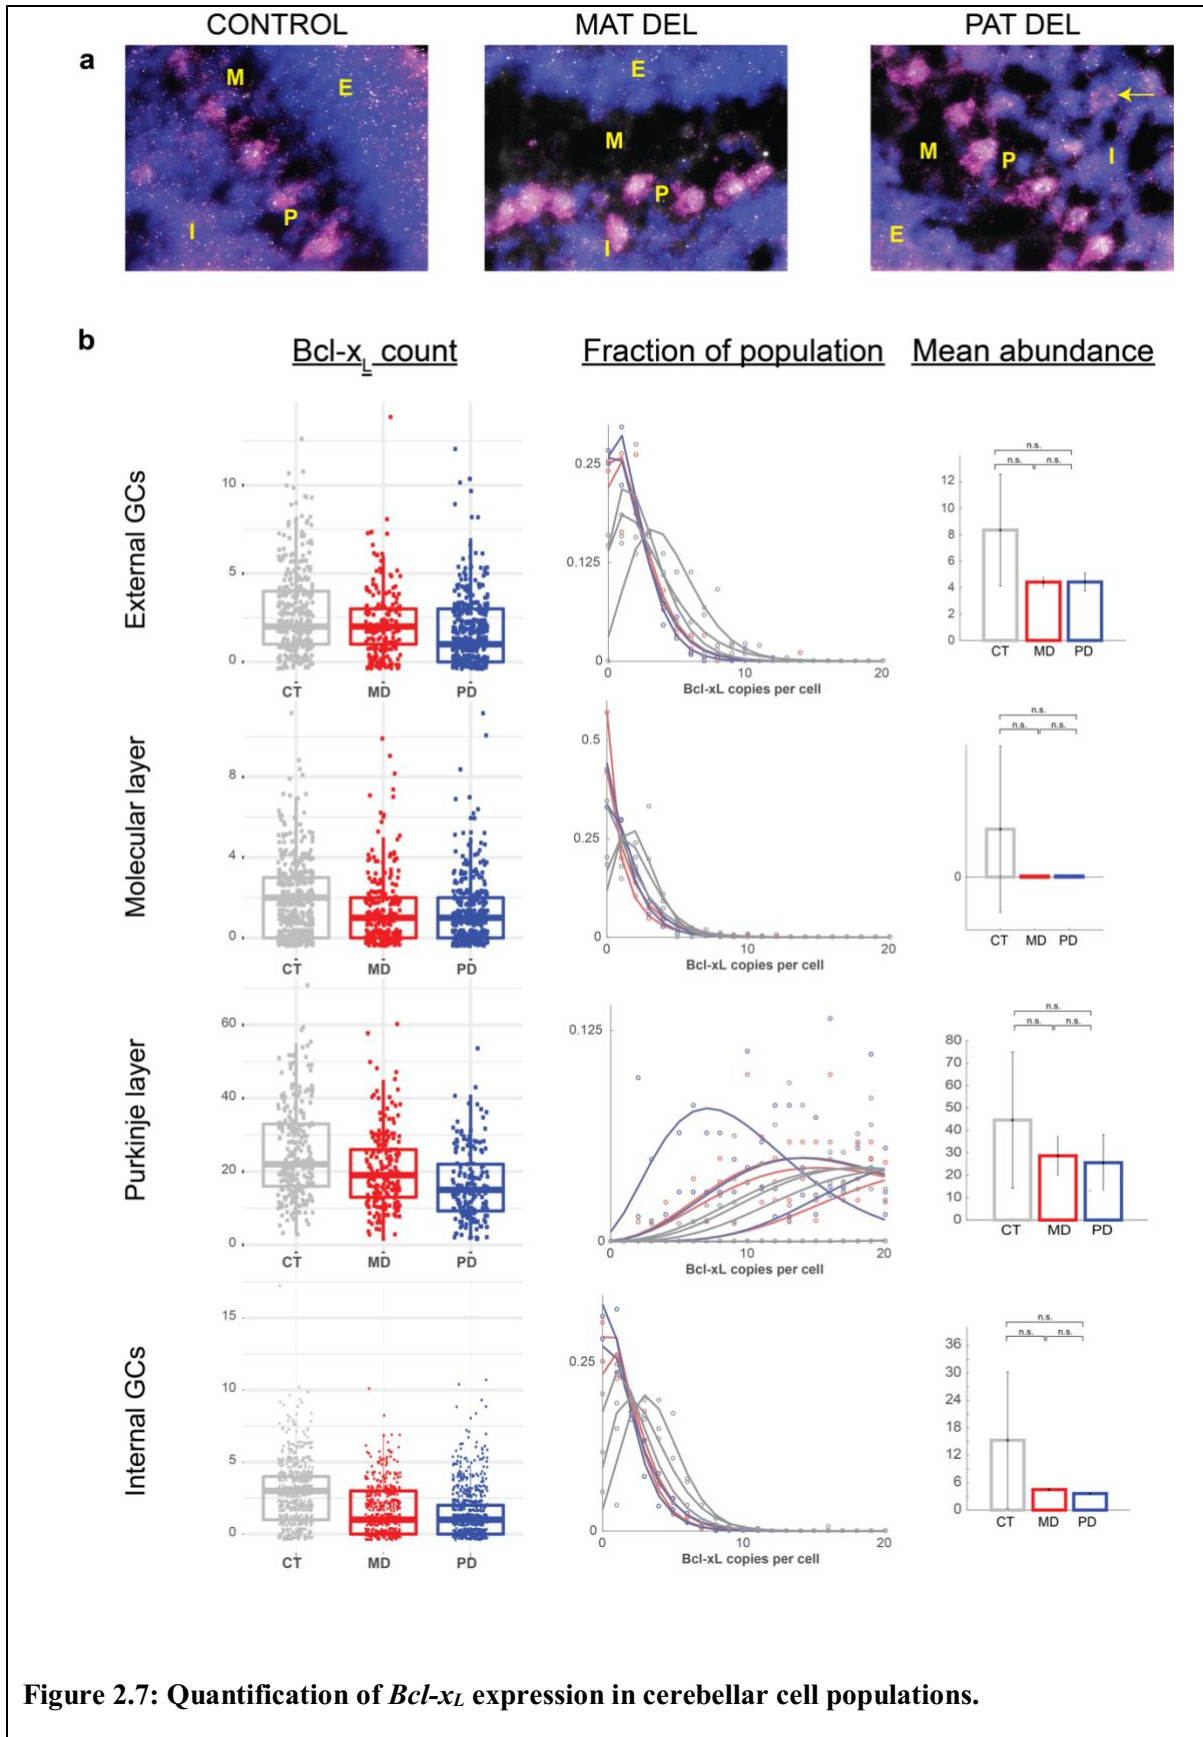 CONTROL MAT DEL PAT DEL
a
M E
I P
E
M
P
I
M P I
E
b
Bcl-xL count Fraction of population Mean abundance
External GCs
10
5
0
CT MD PD
0.25
0.125
0
0 10 20
Bcl-xL copies per cell
n.s.
n.s. n.s.
12
10
8
6
4
2
0
CT MD PD
Molecular layer
8
4
0
CT MD PD
0.5
0.25
0
0 10 20
Bcl-xL copies per cell
n.s.
n.s. n.s.
0
CT MD PD
Purkinje layer
60
40
20
0
CT MD PD
0.125
0
0 10 20
Bcl-xL copies per cell
n.s.
n.s. n.s.
80
70
60
50
40
30
20
10
0
CT MD PD
Internal GCs
15
10
5
0
CT MD PD
0.25
0
0 10 20
Bcl-xL copies per cell
n.s.
n.s. n.s.
36
30
24
18
12
6
0
CT MD PD
Figure 2.7: Quantification of Bcl-xL expression in cerebellar cell populations.